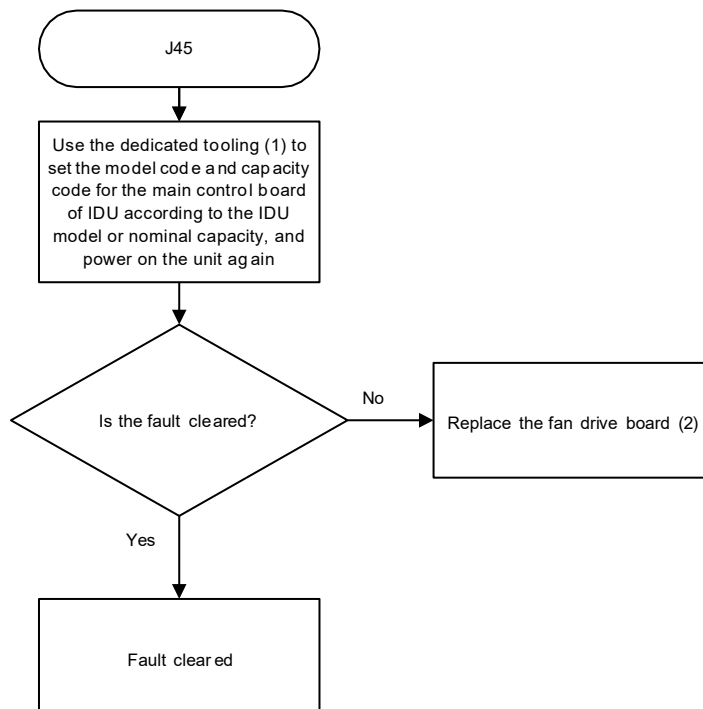 J45
Use the dedicated tooling (1) to
set the model code and capacity
code for the main control board
of IDU according to the IDU
model or nominal capacity, and
power on the unit again
Is the fault cleared?
No
Replace the fan drive board (2)
Yes
Fault cleared